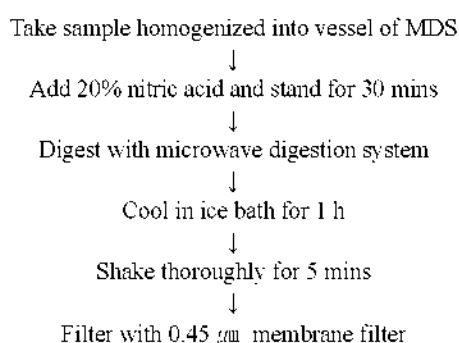 Take sample homogenized into vessel of MDS
↓
Add 20% nitric acid and stand for 30 mins
↓
Digest with microwave digestion system
↓
Cool in ice bath for 1 h
↓
Shake thoroughly for 5 mins
↓
Filter with 0.45 ㎛ membrane filter